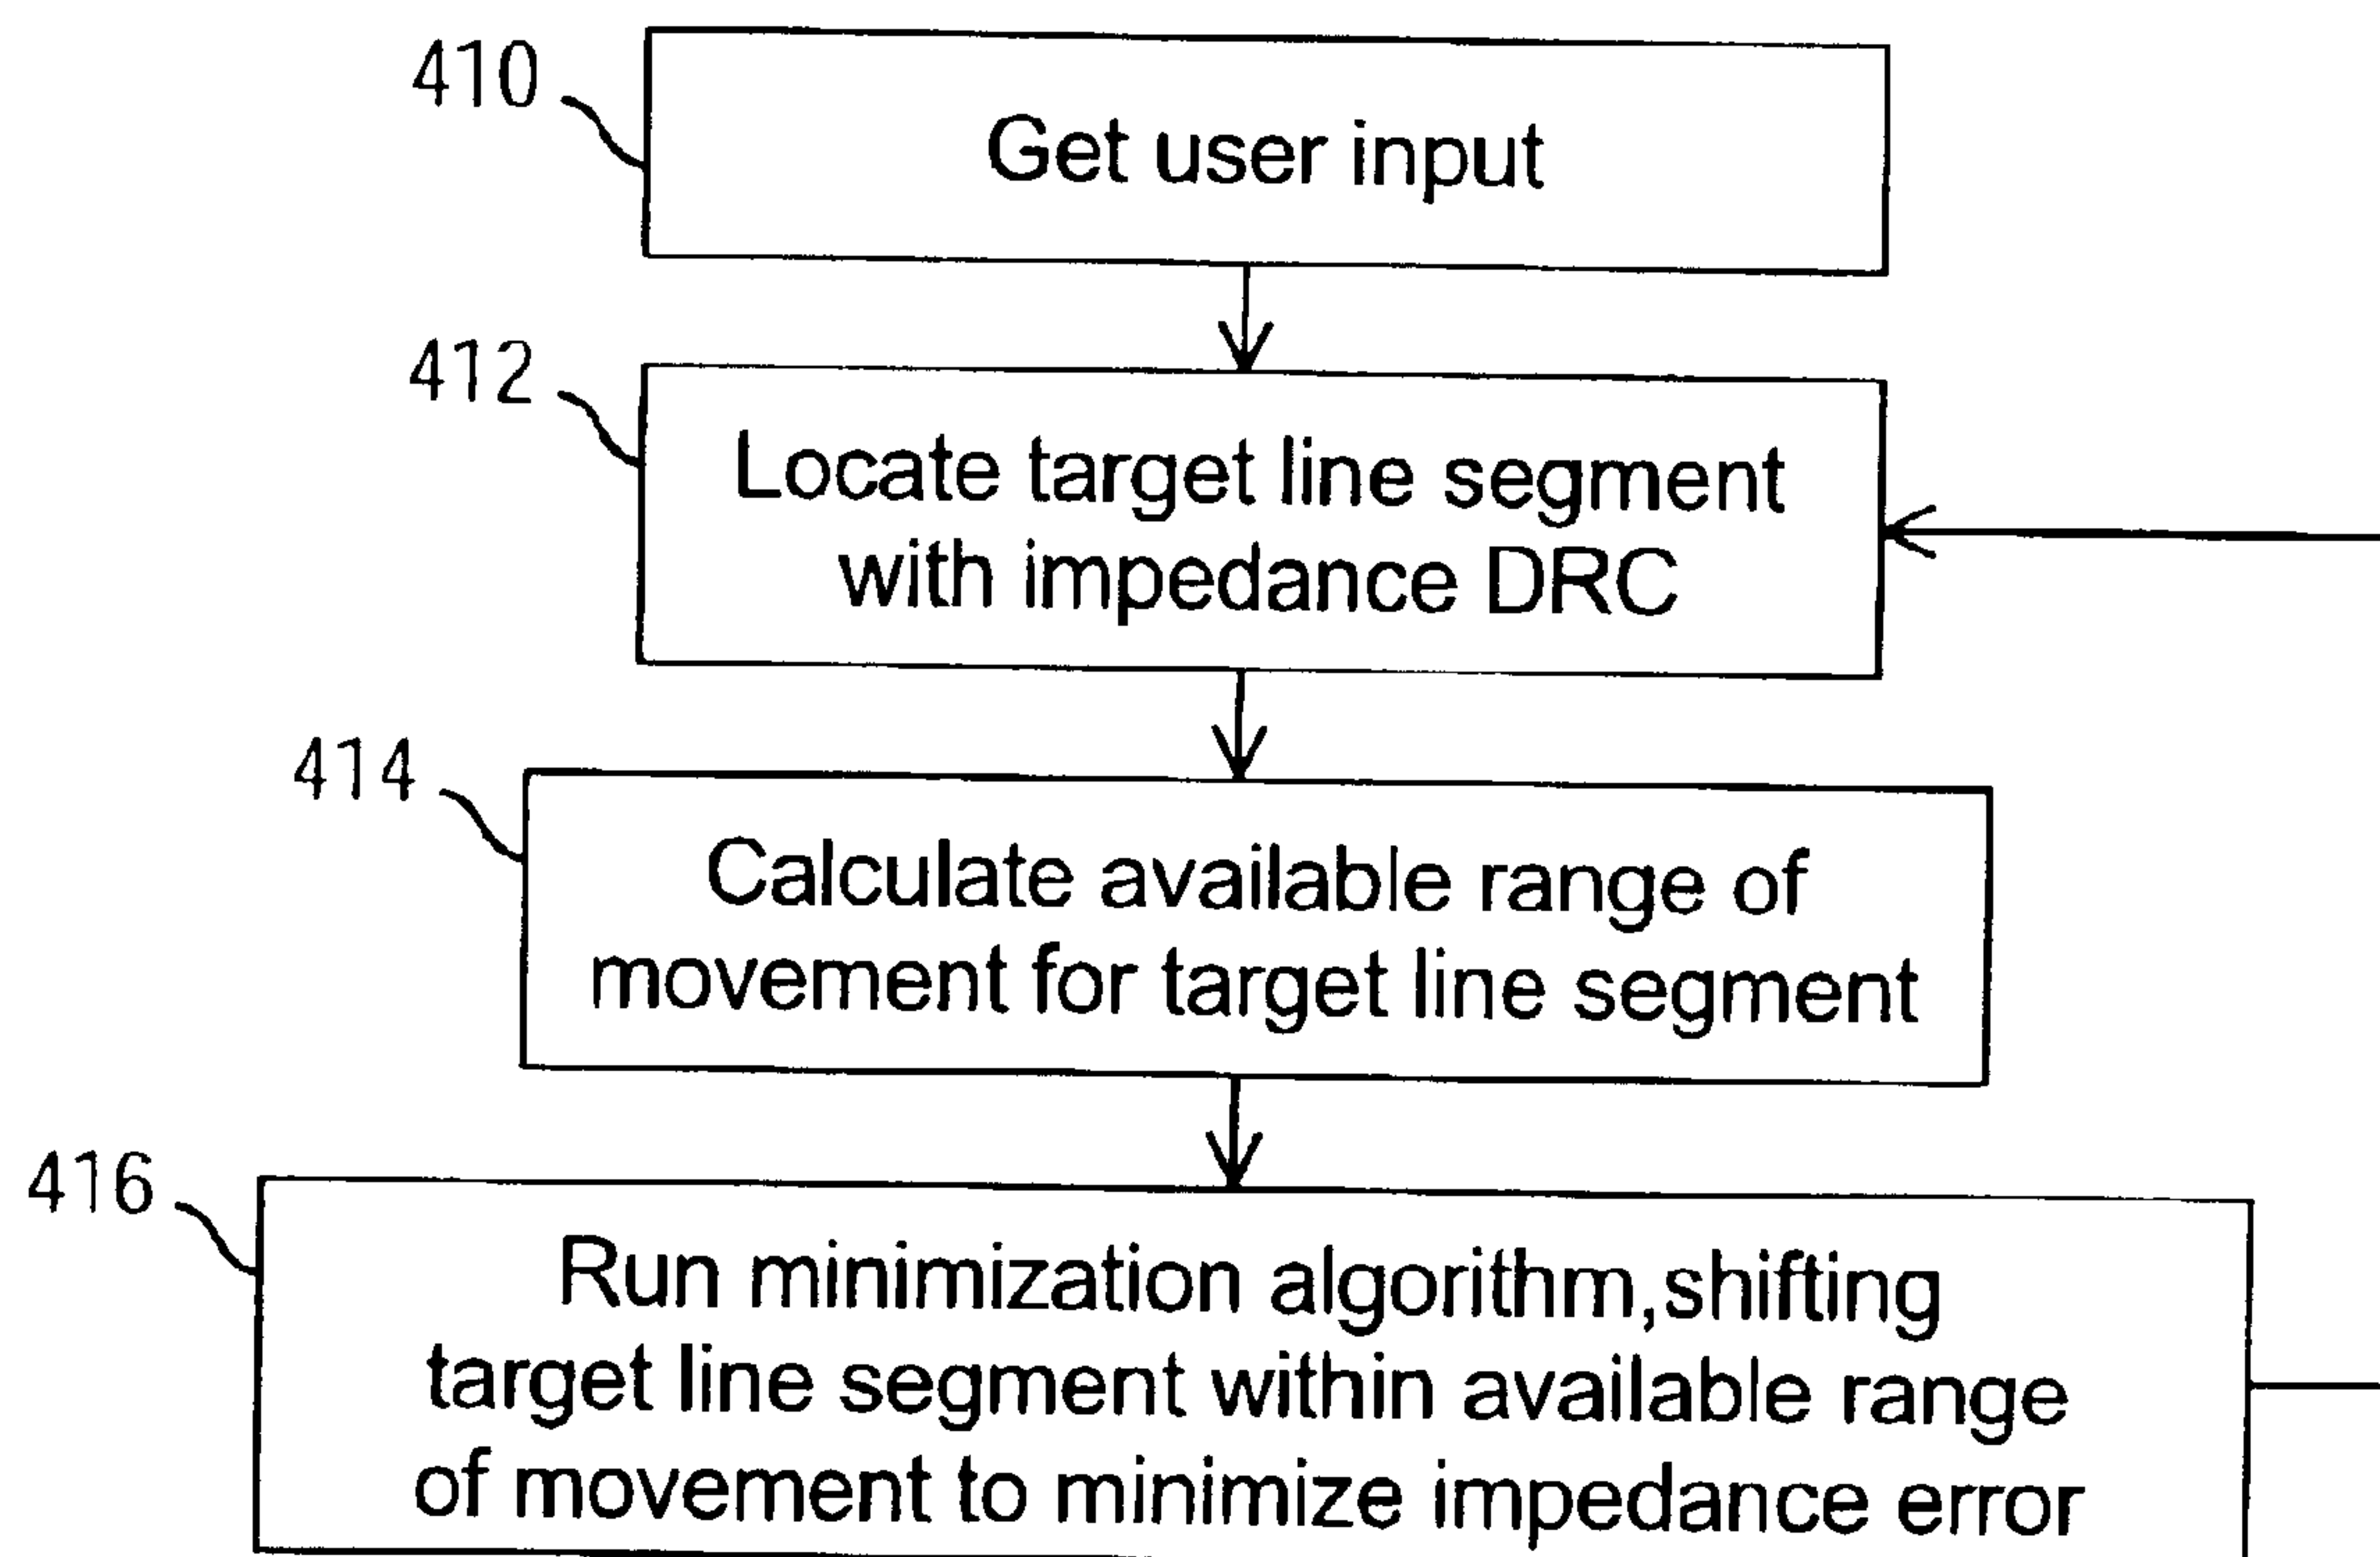 410
Get user input
412
Locate target line segment
with impedance DRC
414
Calculate available range of
movement for target line segment
416
Run minimization algorithm,shifting
target line segment within available range
of movement to minimize impedance error